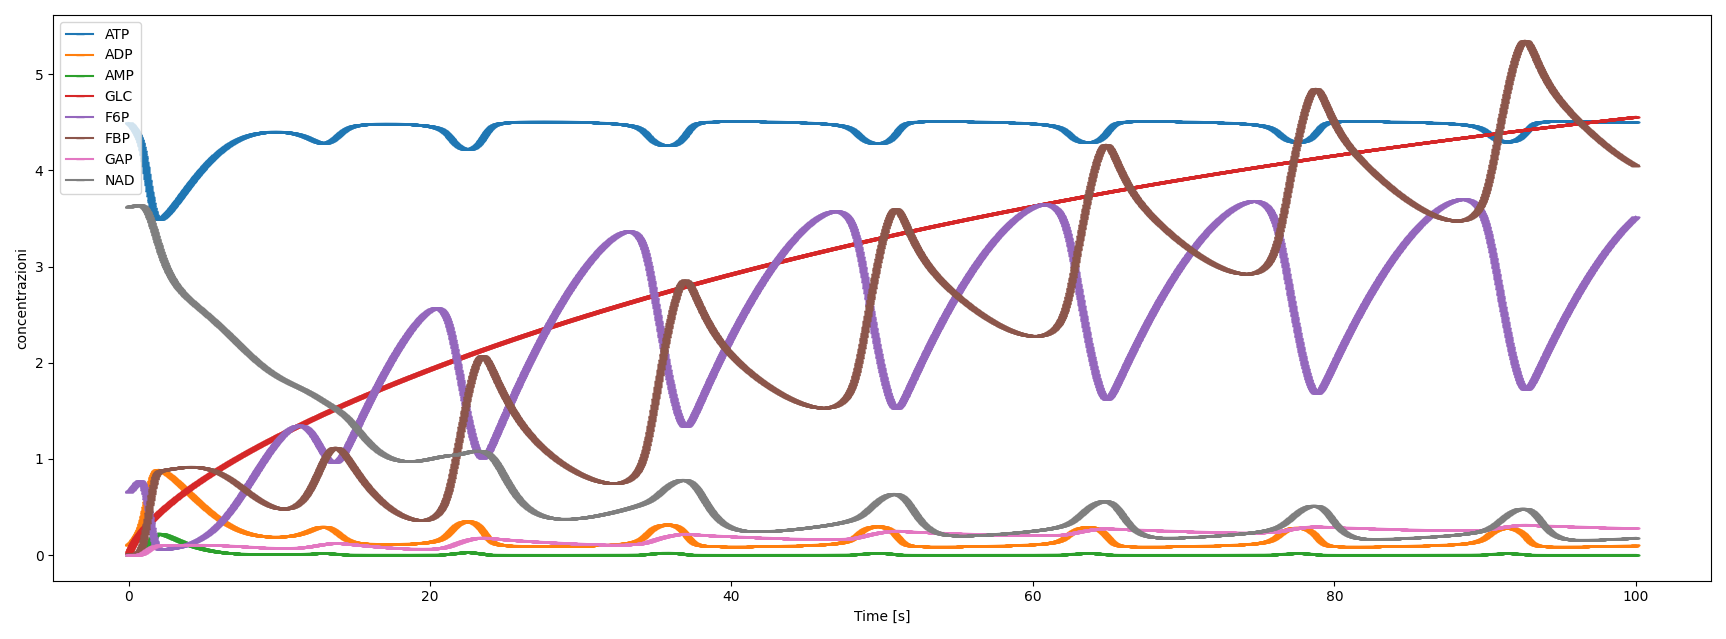 ATP
ADP
AMP
GLC
F6P
FBP
GAP
NAD
concentrazioni
5
4
3
2
1
0
0 20 40 60 80 100
Time [s]